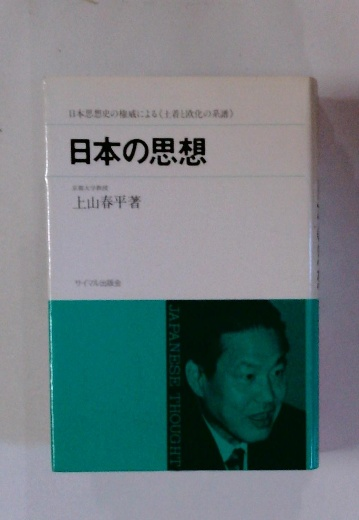 日本思想史の権威による《土着と欧化の系譜》
日本の思想
京都大学教授
上山春平著
サイマル出版会
JAPANESE THOUGHT